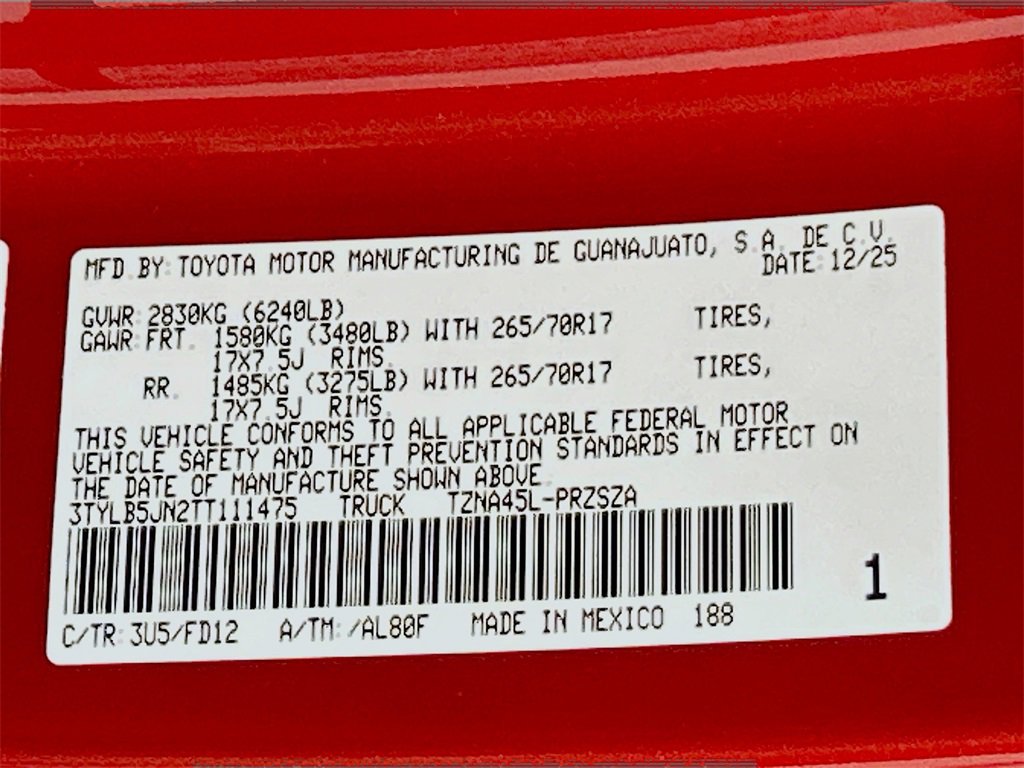 MFD.BY:TOYOTA MOTOR MANUFACTURING DE GUANAJUATO, S.A. DE C.V.
DATE:12/25
GVWR:2830KG (6240LB)
GAWR:FRT. 1580KG (3480LB) WITH 265/70R17 TIRES,
17X7.5J RIMS.
RR. 1485KG (3275LB) WITH 265/70R17 TIRES,
17X7.5J RIMS.
THIS VEHICLE CONFORMS TO ALL APPLICABLE FEDERAL MOTOR
VEHICLE SAFETY AND THEFT PREVENTION STANDARDS IN EFFECT ON
THE DATE OF MANUFACTURE SHOWN ABOVE.
3TYLB5JN2TT111475 TRUCK TZNA45L-PRZSZA
1
C/TR:3U5/FD12 A/TM:/AL80F MADE IN MEXICO 188